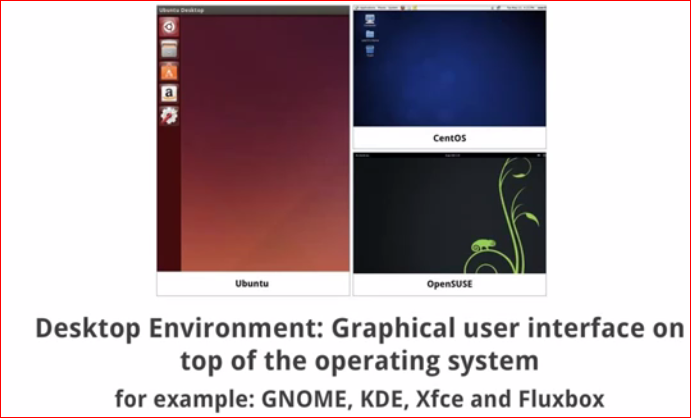 Ubuntu Desktop
CentOS
Ubuntu
OpenSUSE
Desktop Environment: Graphical user interface on
top of the operating system
for example: GNOME, KDE, Xfce and Fluxbox